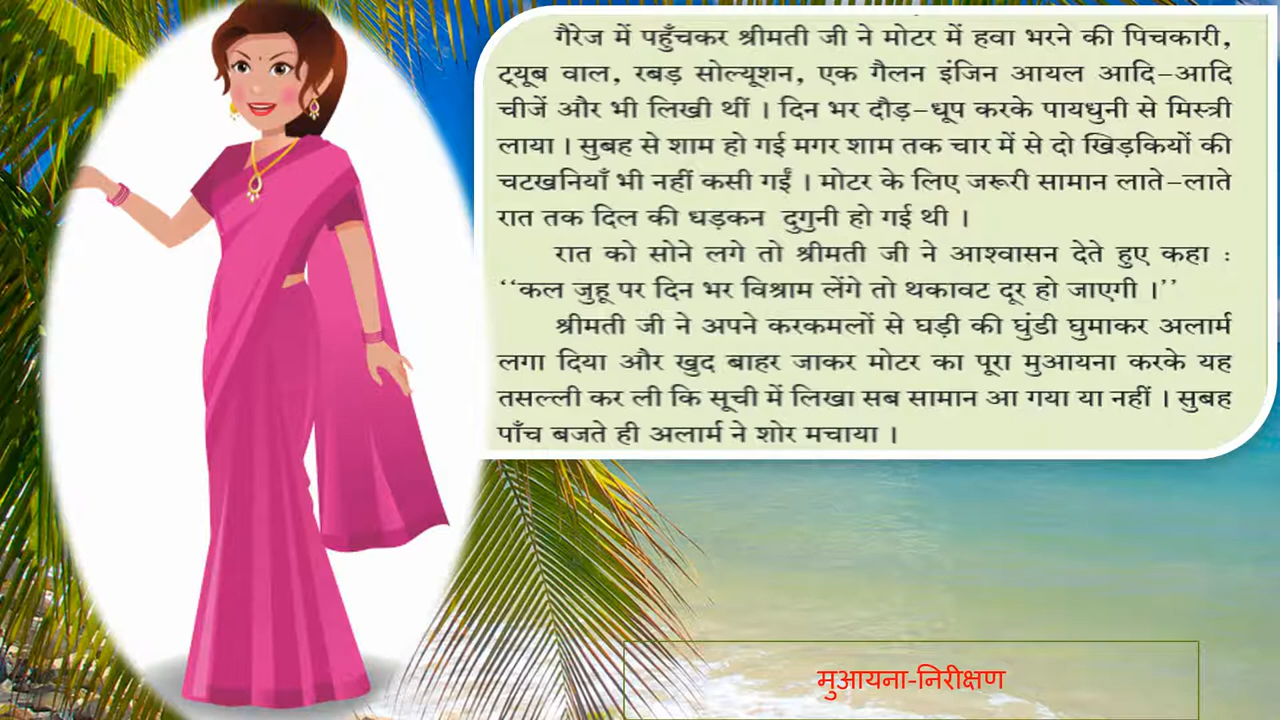 गैरेज में पहुँचकर श्रीमती जी ने मोटर में हवा भरने की पिचकारी,
ट्यूब वाल, रबड़ सोल्यूशन, एक गैलन इंजिन आयल आदि-आदि
चीजें और भी लिखी थीं । दिन भर दौड़-धूप करके पायधुनी से मिस्त्री
लाया । सुबह से शाम हो गई मगर शाम तक चार में से दो खिड़कियों की
चटखनियाँ भी नहीं कसी गईं । मोटर के लिए जरूरी सामान लाते-लाते
रात तक दिल की धड़कन दुगुनी हो गई थी ।
रात को सोने लगे तो श्रीमती जी ने आश्वासन देते हुए कहा :
‘‘कल जुहू पर दिन भर विश्राम लेंगे तो थकावट दूर हो जाएगी ।’’
श्रीमती जी ने अपने करकमलों से घड़ी की घुंडी घुमाकर अलार्म
लगा दिया और खुद बाहर जाकर मोटर का पूरा मुआयना करके यह
तसल्ली कर ली कि सूची में लिखा सब सामान आ गया या नहीं । सुबह
पाँच बजते ही अलार्म ने शोर मचाया ।
मुआयना-निरीक्षण